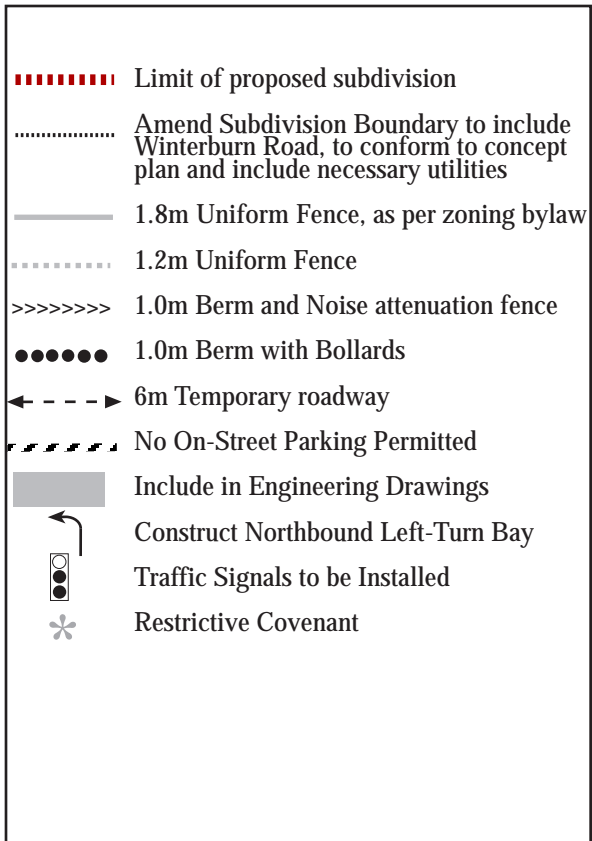 Limit of proposed subdivision
Amend Subdivision Boundary to include
Winterburn Road, to conform to concept
plan and include necessary utilities
1.8m Uniform Fence, as per zoning bylaw
1.2m Uniform Fence
>>>>>>>> 1.0m Berm and Noise attenuation fence
1.0m Berm with Bollards
6m Temporary roadway
No On-Street Parking Permitted
Include in Engineering Drawings
Construct Northbound Left-Turn Bay
Traffic Signals to be Installed
* Restrictive Covenant